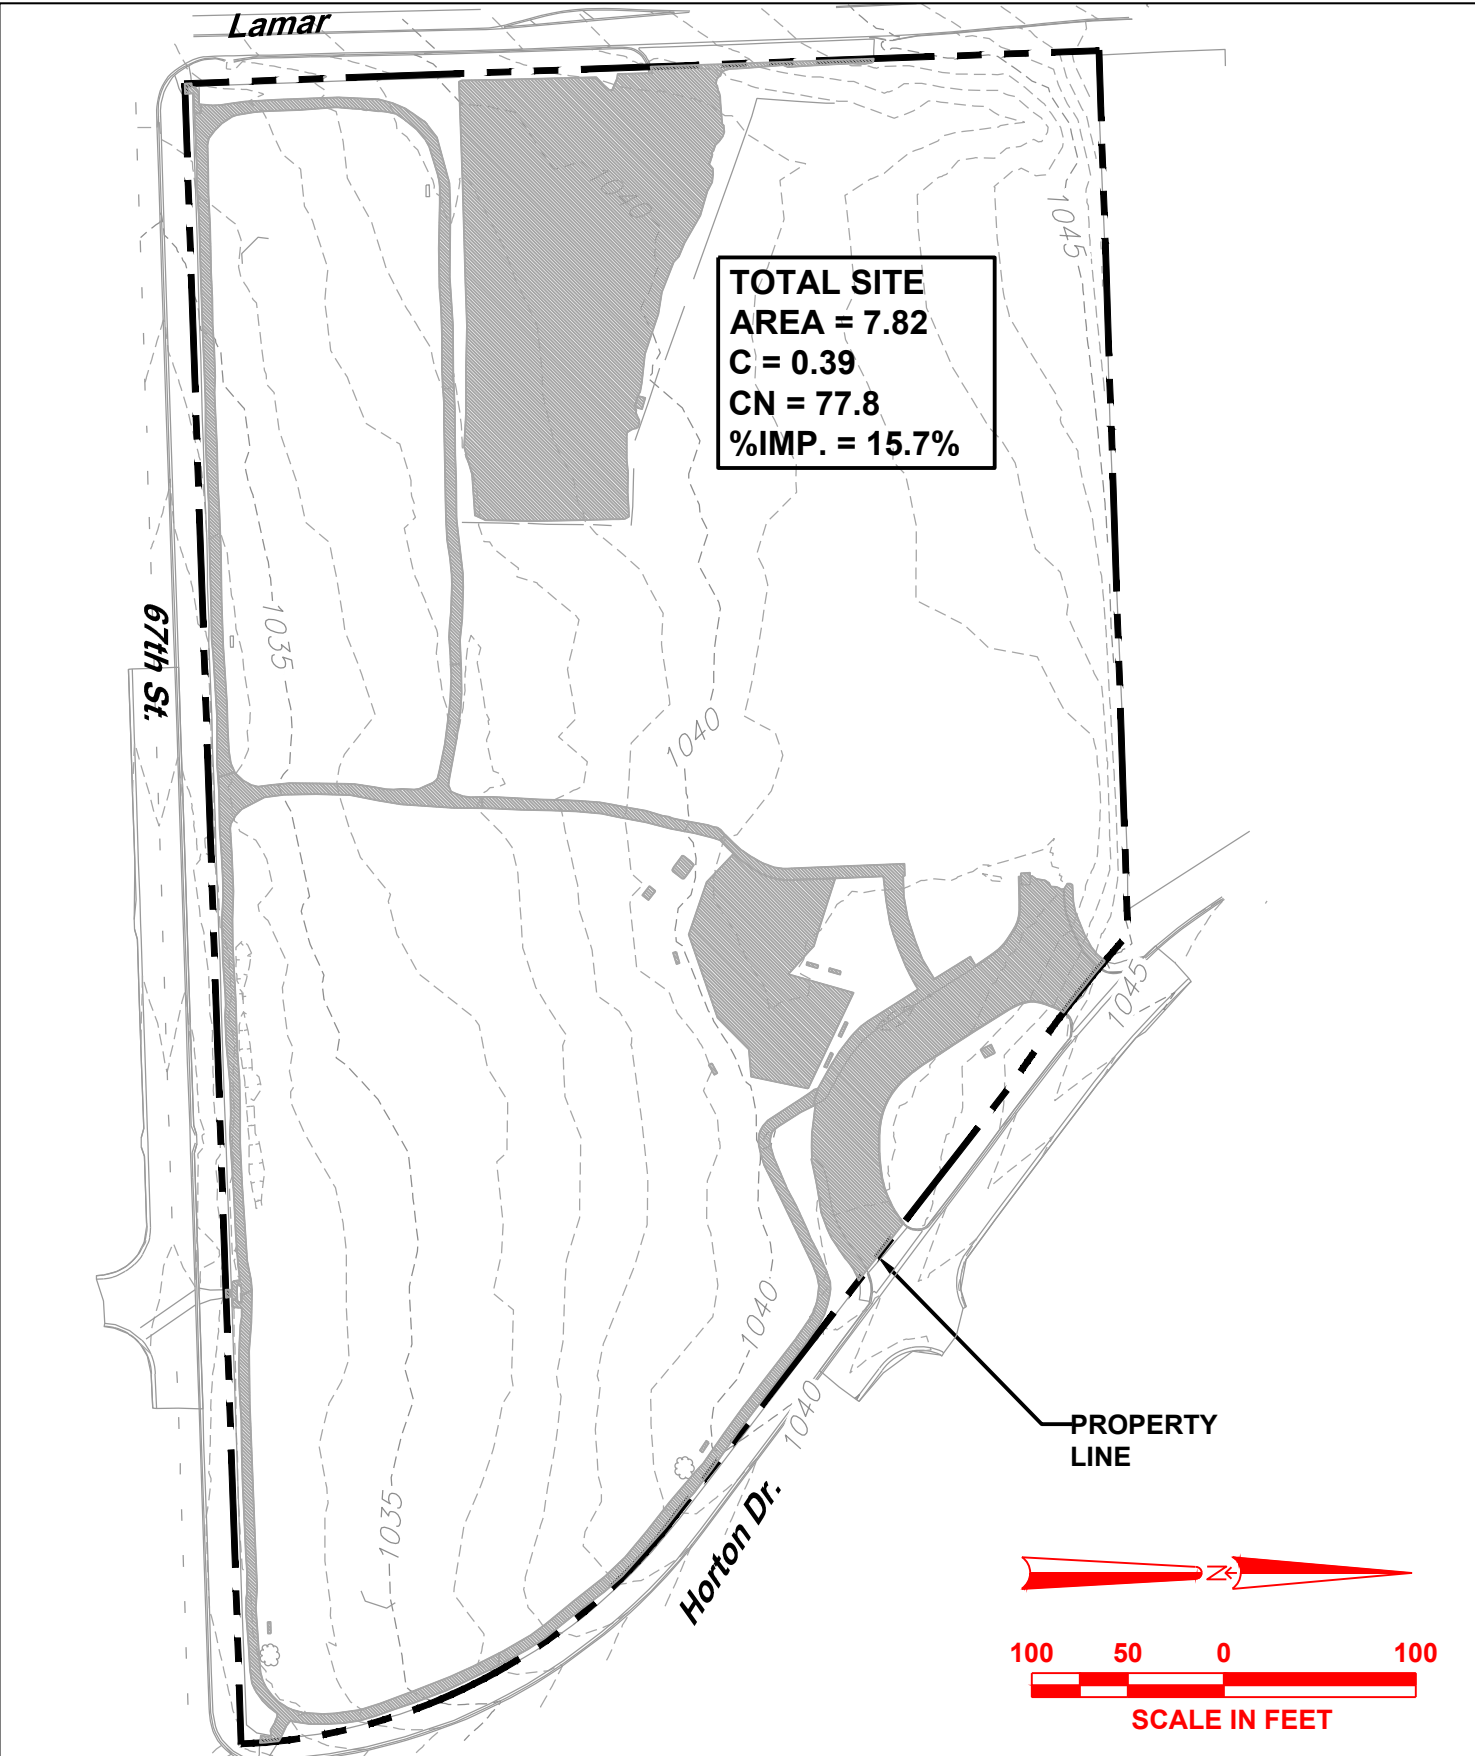 Lamar
1040
1045
TOTAL SITE
AREA = 7.82
C = 0.39
CN = 77.8
%IMP. = 15.7%
67th St.
1035
1040
1045
1040
1040
PROPERTY
LINE
1035
Horton Dr.
N
100 50 0 100
SCALE IN FEET